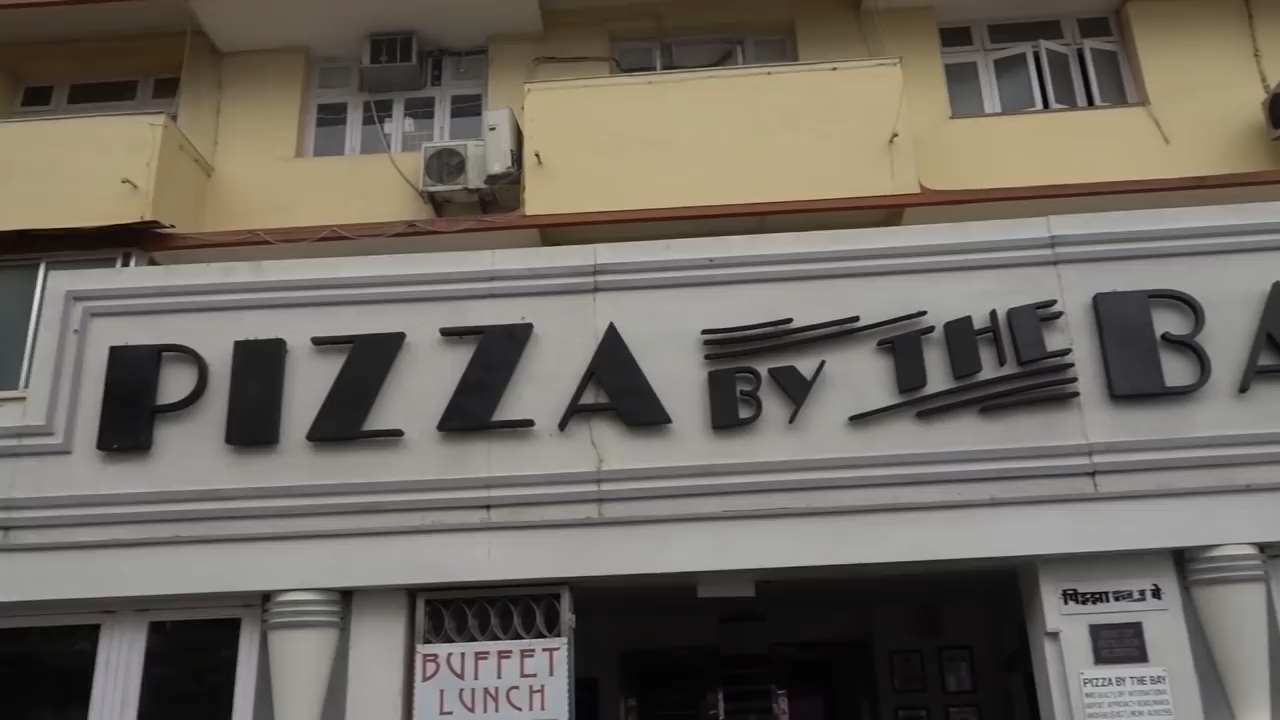 PIZZA BY THE BA
BUFFET
LUNCH
पिझ्झा बे
PIZZA BY THE BAY